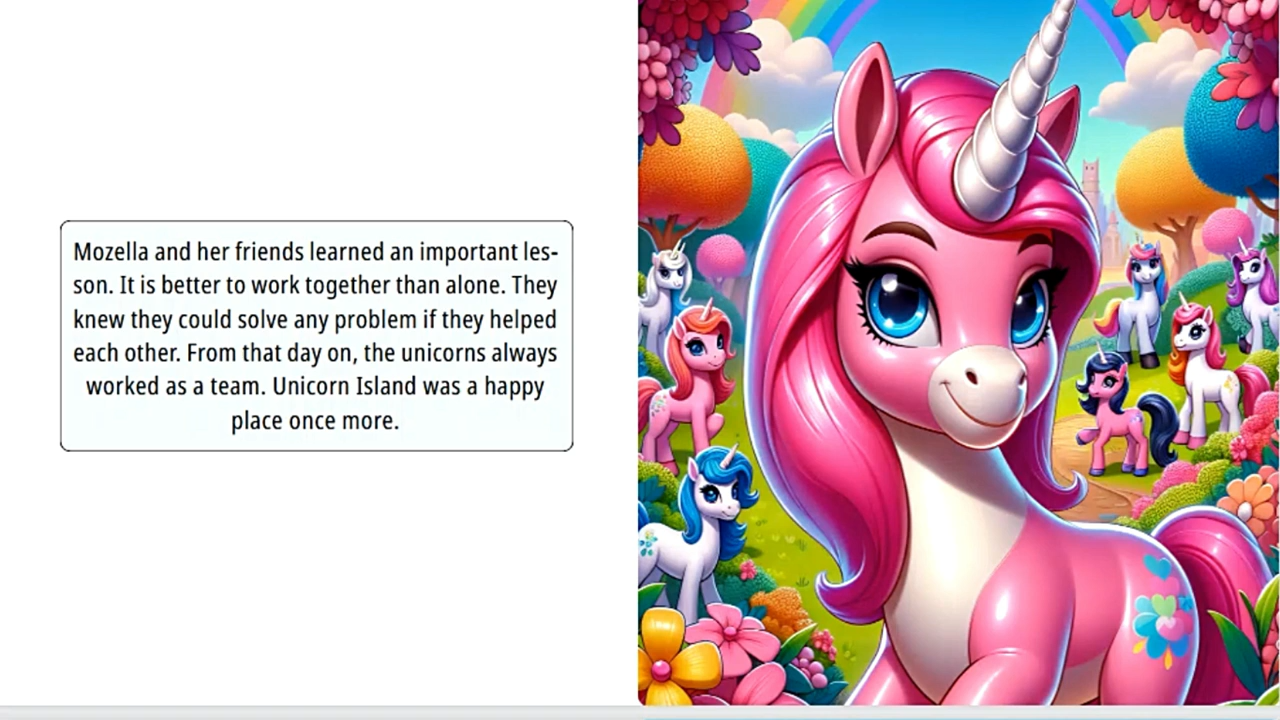 Mozella and her friends learned an important les-
son. It is better to work together than alone. They
knew they could solve any problem if they helped
each other. From that day on, the unicorns always
worked as a team. Unicorn Island was a happy
place once more.